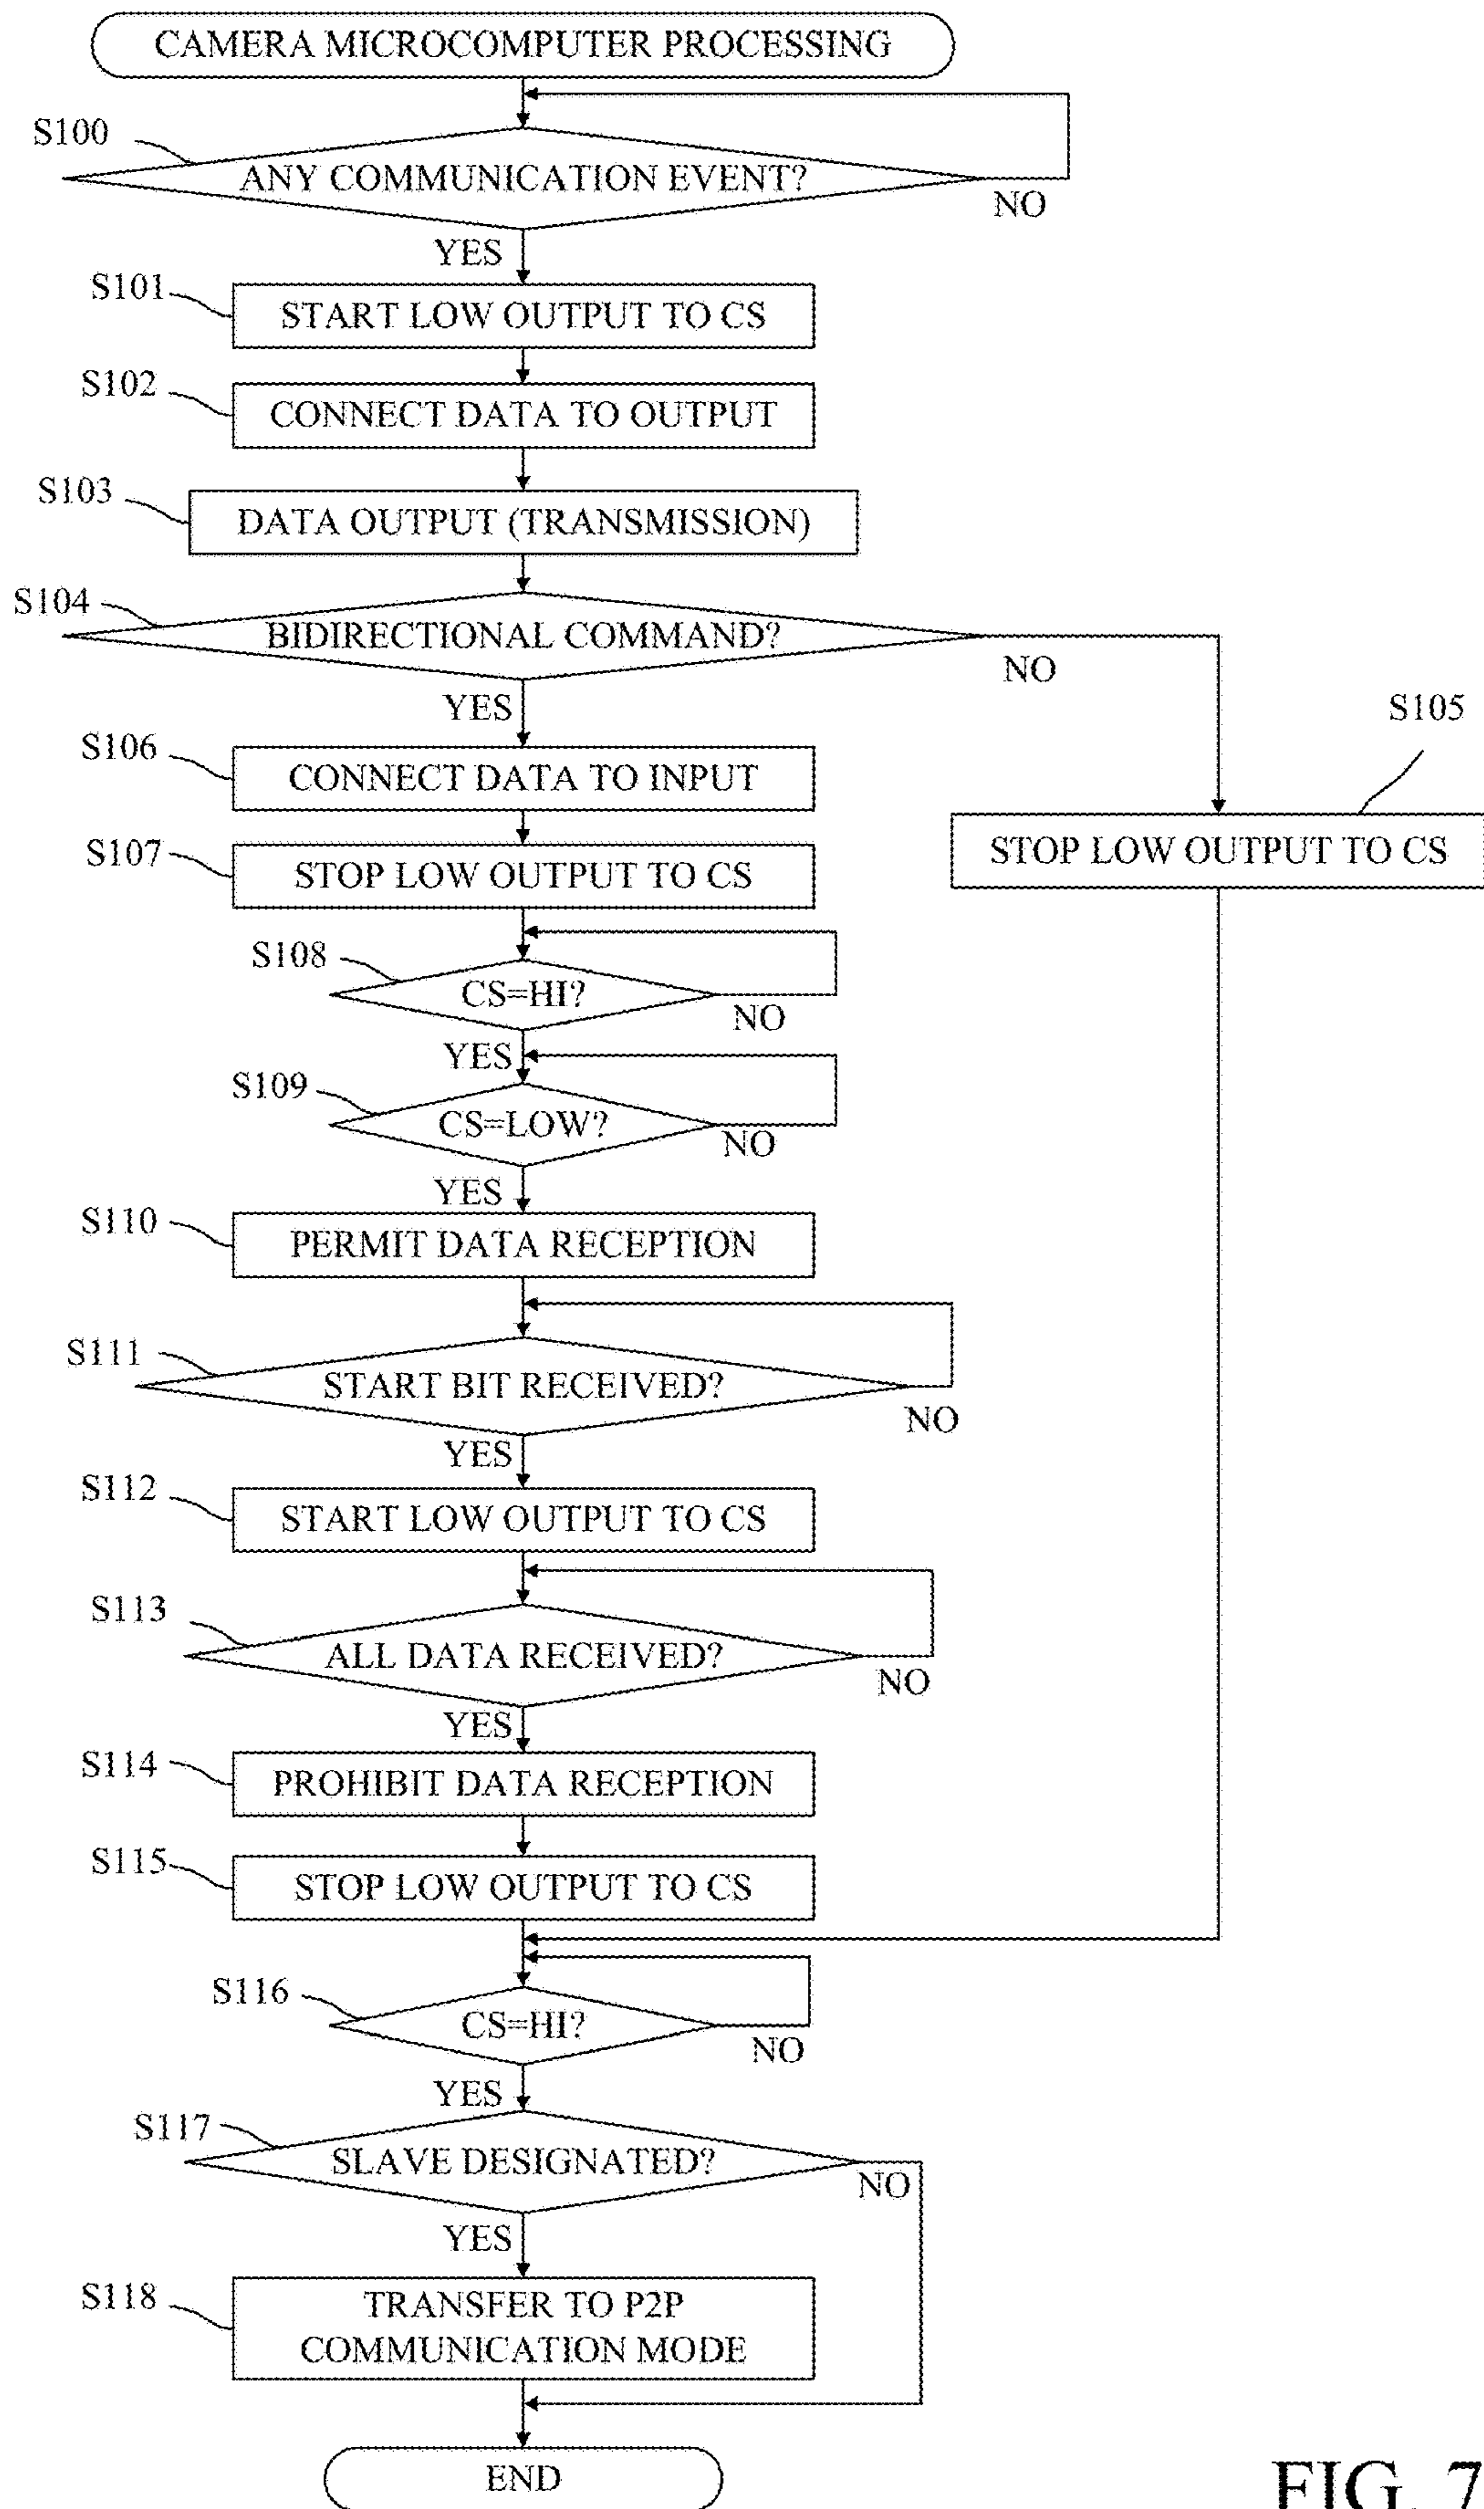 CAMERA MICROCOMPUTER PROCESSING
S100
ANY COMMUNICATION EVENT?
NO
YES
S101
START LOW OUTPUT TO CS
S102
CONNECT DATA TO OUTPUT
S103
DATA OUTPUT (TRANSMISSION)
S104
BIDIRECTIONAL COMMAND?
NO
YES
S105
STOP LOW OUTPUT TO CS
S106
CONNECT DATA TO INPUT
S107
STOP LOW OUTPUT TO CS
S108
CS=HI?
NO
YES
S109
CS=LOW?
NO
YES
S110
PERMIT DATA RECEPTION
S111
START BIT RECEIVED?
NO
YES
S112
START LOW OUTPUT TO CS
S113
ALL DATA RECEIVED?
NO
YES
S114
PROHIBIT DATA RECEPTION
S115
STOP LOW OUTPUT TO CS
S116
CS=HI?
NO
YES
S117
SLAVE DESIGNATED?
NO
YES
S118
TRANSFER TO P2P
COMMUNICATION MODE
END
FIG. 7